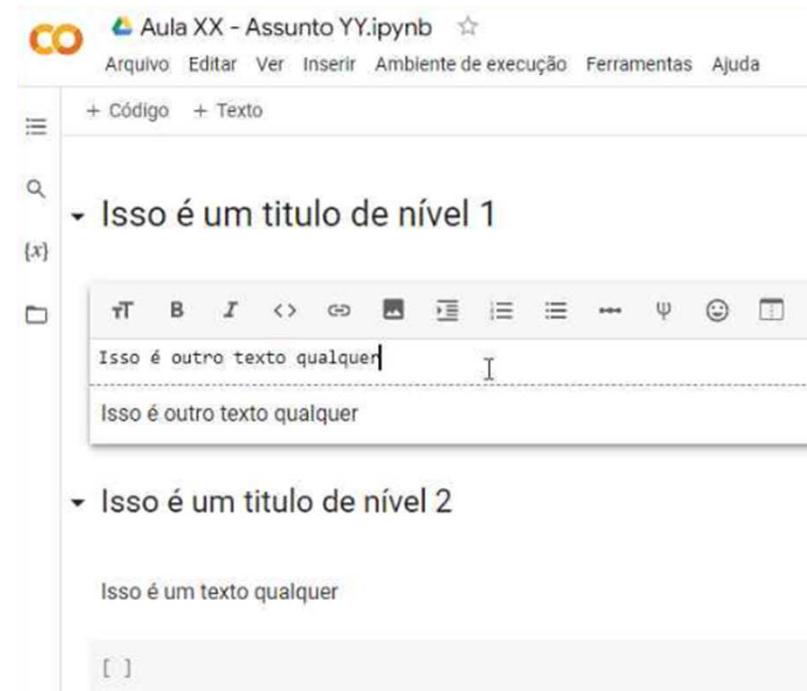 CO Aula XX - Assunto YY.ipynb
Arquivo Editar Ver Inserir Ambiente de execução Ferramentas Ajuda
+ Código + Texto
Isso é um titulo de nível 1
{x}
TT B I <> Ψ
Isso é outro texto qualquer
Isso é outro texto qualquer
Isso é um titulo de nível 2
Isso é um texto qualquer
[ ]